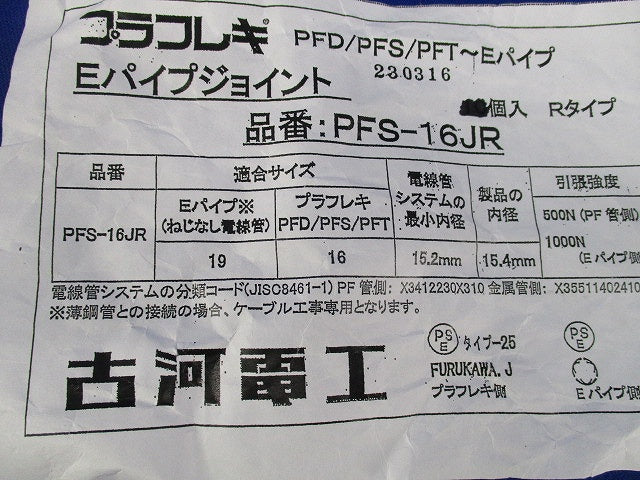 プラフレキ PFD/PFS/PFT～Eパイプ
230316
Eパイプジョイント
個入 Rタイプ
品番:PFS-16JR
品番 適合サイズ 電線管システムの最小内径 製品の内径 引張強度
PFS-16JR Eパイプ※(ねじなし電線管) プラフレキPFD/PFS/PFT 500N(PF管側)
19 16 15.2mm 15.4mm 1000N(Eパイプ側
電線管システムの分類コード(JISC8461-1) PF管側: X3412230X310 金属管側: X35511402410
※薄鋼管との接続の場合、ケーブル工事専用となります。
古河電工
PSE タイプ-25 PSE
FURUKAWA.J
プラフレキ側 Eパイプ側